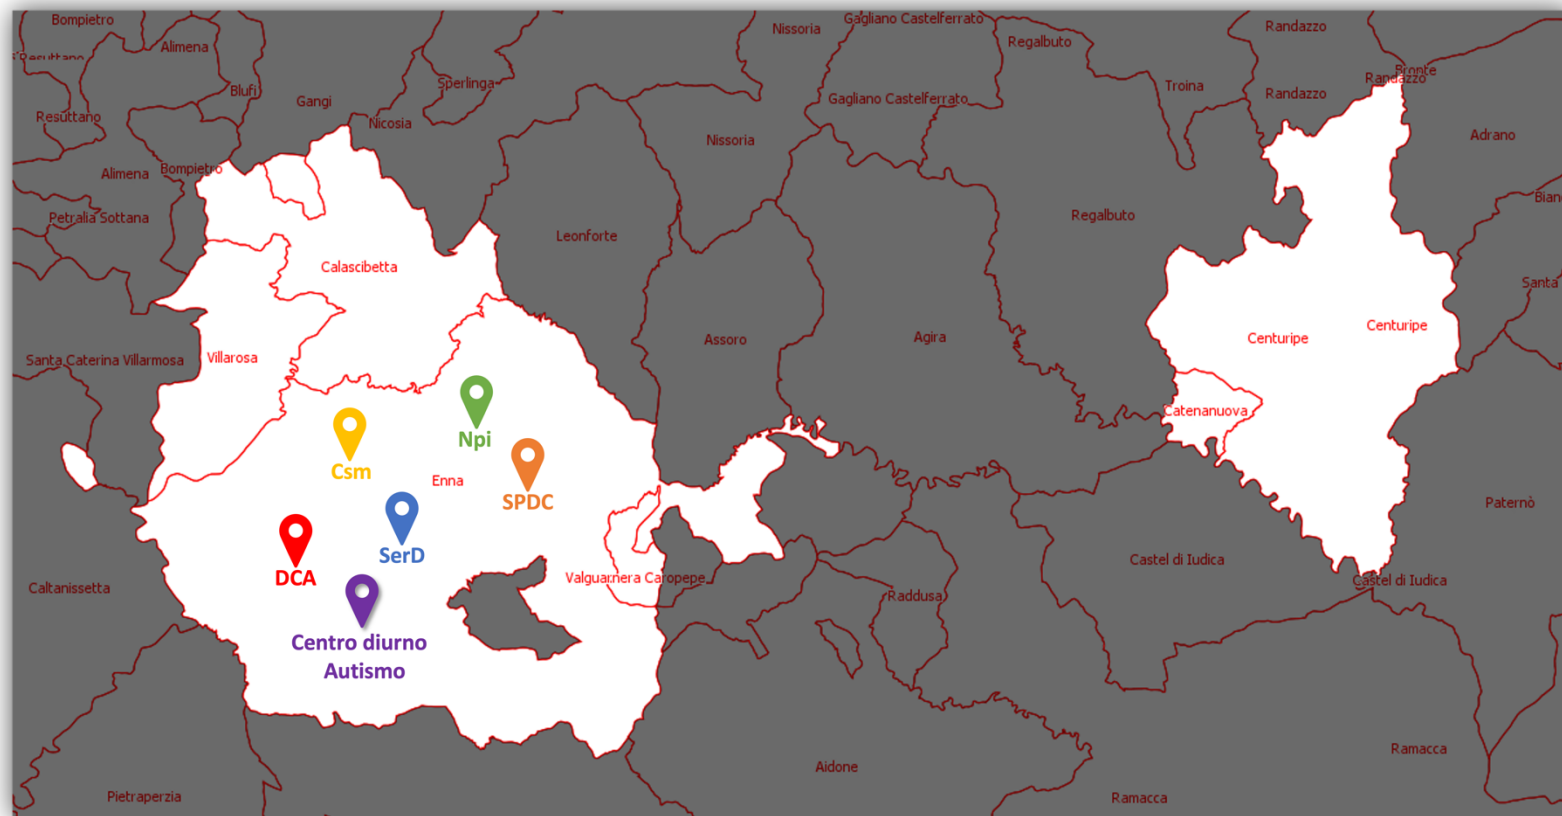 Bompietro
Gagliano Castelferrato
Randazzo
Nissoria
Regalbuto
Alimena
Resuttano
Bronte
Randazzo
Sperlinga
Troina
Blufi
Randazzo
Gangi
Gagliano Castelferrato
Resuttano
Nicosia
Adrano
Nissoria
Bompietro
Alimena
Petralia Sottana
Regalbuto
Leonforte
Calascibetta
Santa
Centuripe
Centuripe
Agira
Assoro
Villarosa
Santa Caterina Villarmosa
Catenanuova
Npi
Csm
Enna
SPDC
Paternò
SerD
Castel di Iudica
DCA
Valguarnera Caropepe
Castel di Iudica
Caltanissetta
Raddusa
Centro diurno
Autismo
Ramacca
Aidone
Pietraperzia
Ramacca